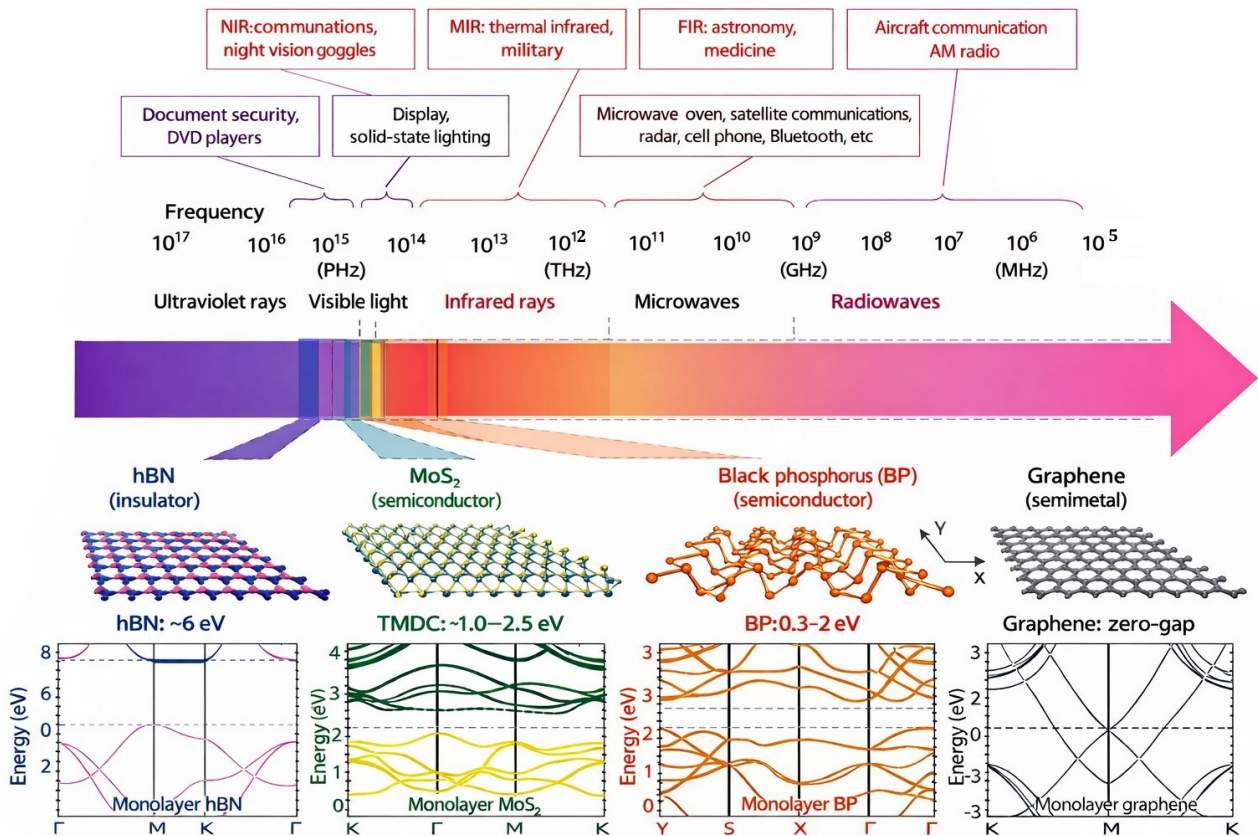 NIR:communations,
night vision goggles
MIR: thermal infrared,
military
FIR: astronomy,
medicine
Aircraft communication
AM radio
Document security,
DVD players
Display,
solid-state lighting
Microwave oven, satellite communications,
radar, cell phone, Bluetooth, etc
Frequency
10¹⁷ 10¹⁶ 10¹⁵ 10¹⁴ 10¹³ 10¹² 10¹¹ 10¹⁰ 10⁹ 10⁸ 10⁷ 10⁶ 10⁵
(PHz) (THz) (GHz) (MHz)
Ultraviolet rays Visible light Infrared rays Microwaves Radiowaves
hBN
(insulator)
MoS₂
(semiconductor)
Black phosphorus (BP)
(semiconductor)
Graphene
(semimetal)
Y
X
hBN: ~6 eV
TMDC: ~1.0–2.5 eV
BP:0.3–2 eV
Graphene: zero-gap
Energy (eV)
8
6
0
2
Monolayer hBN
Γ M K Γ
Energy (eV)
4
3
2
1
0
Monolayer MoS₂
K Γ M K
Energy (eV)
3
3
2
1
0
Monolayer BP
Y S X Γ Γ
Energy (eV)
3
2
0
-3
-3
Monolayer graphene
K M K